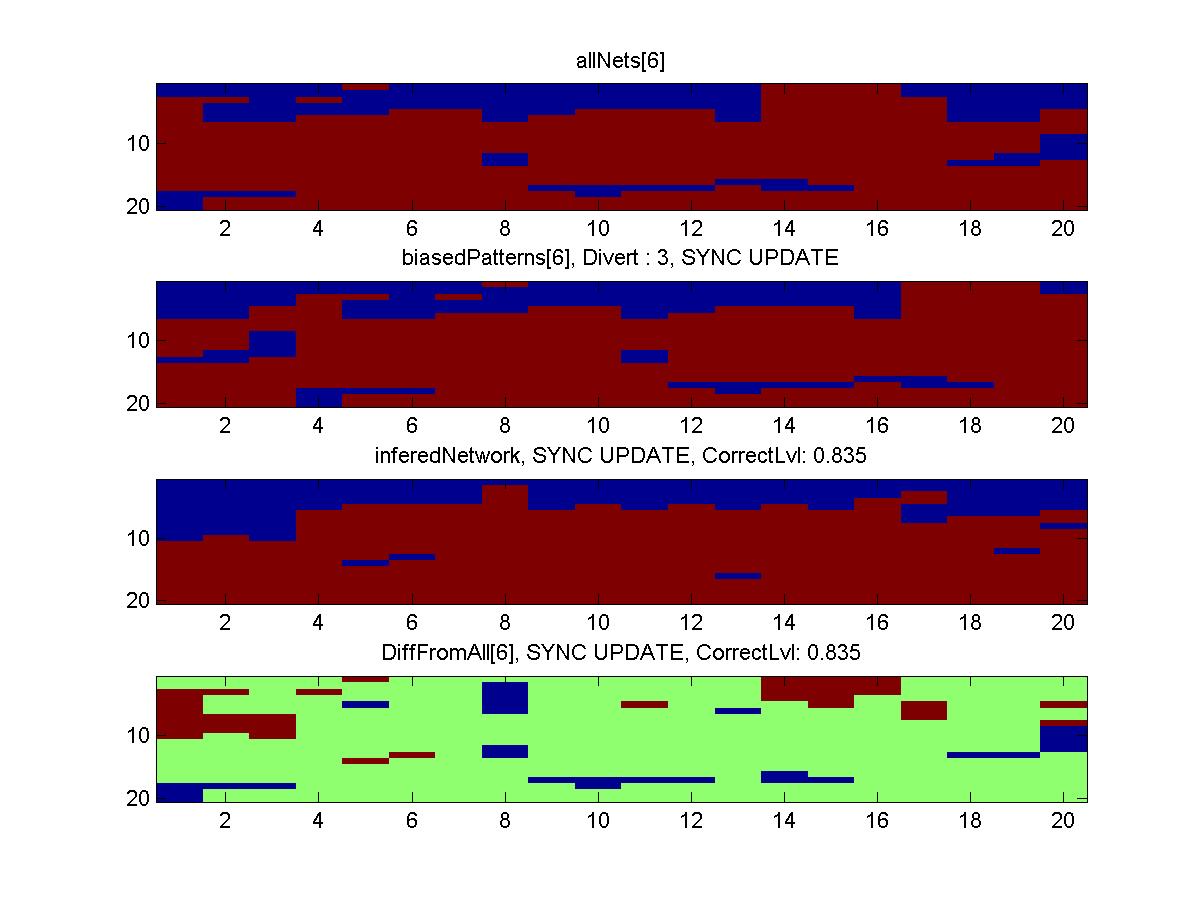 allNets[6]
10
20
2 4 6 8 10 12 14 16 18 20
biasedPatterns[6], Divert : 3, SYNC UPDATE
10
20
2 4 6 8 10 12 14 16 18 20
inferedNetwork, SYNC UPDATE, CorrectLvl: 0.835
10
20
2 4 6 8 10 12 14 16 18 20
DiffFromAll[6], SYNC UPDATE, CorrectLvl: 0.835
10
20
2 4 6 8 10 12 14 16 18 20